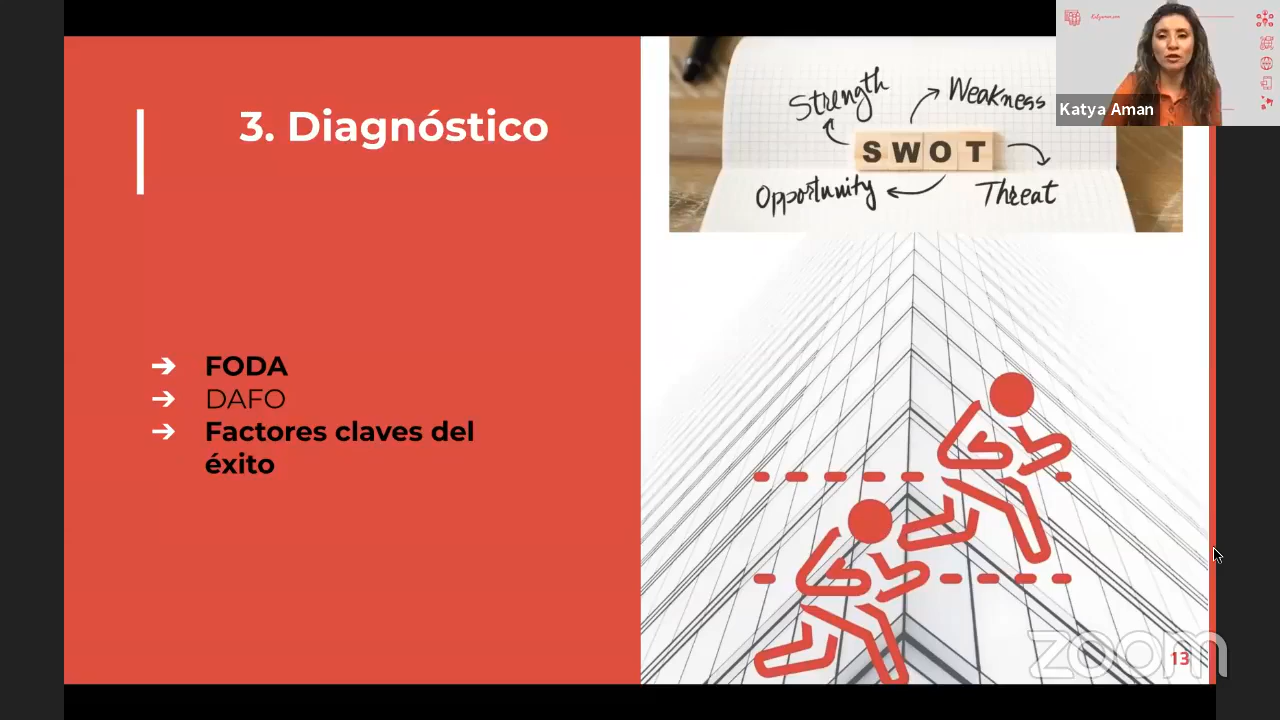 3. Diagnóstico
➔ FODA
➔ DAFO
➔ Factores claves del
éxito
Strength
Weakness
SWOT
Opportunity
Threat
Katya Aman
zoom
13